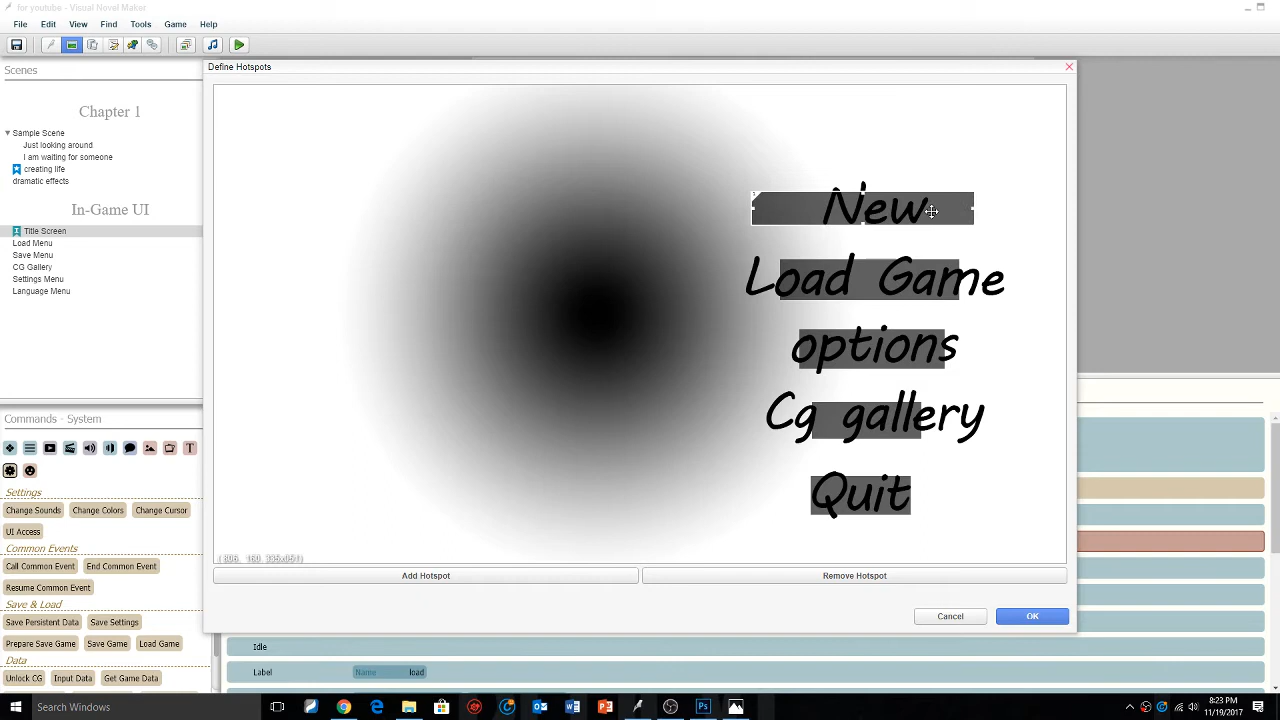 for youtube - Visual Novel Maker
File Edit View Find Tools Game Help
Scenes
Chapter 1
Sample Scene
Just looking around
I am waiting for someone
creating life
dramatic effects
In-Game UI
Title Screen
Load Menu
Save Menu
CG Gallery
Settings Menu
Language Menu
Commands - System
Settings
Change Sounds Change Colors Change Cursor
UI Access
Common Events
Call Common Event End Common Event
Resume Common Event
Save & Load
Save Persistent Data Save Settings
Prepare Save Game Save Game Load Game
Data
Unlock CG Input Data Get Game Data
Define Hotspots
New
Load Game
options
Cg gallery
Quit
Add Hotspot Remove Hotspot
Cancel OK
Idle
Label Name load
Search Windows
8:23 PM
11/19/2017